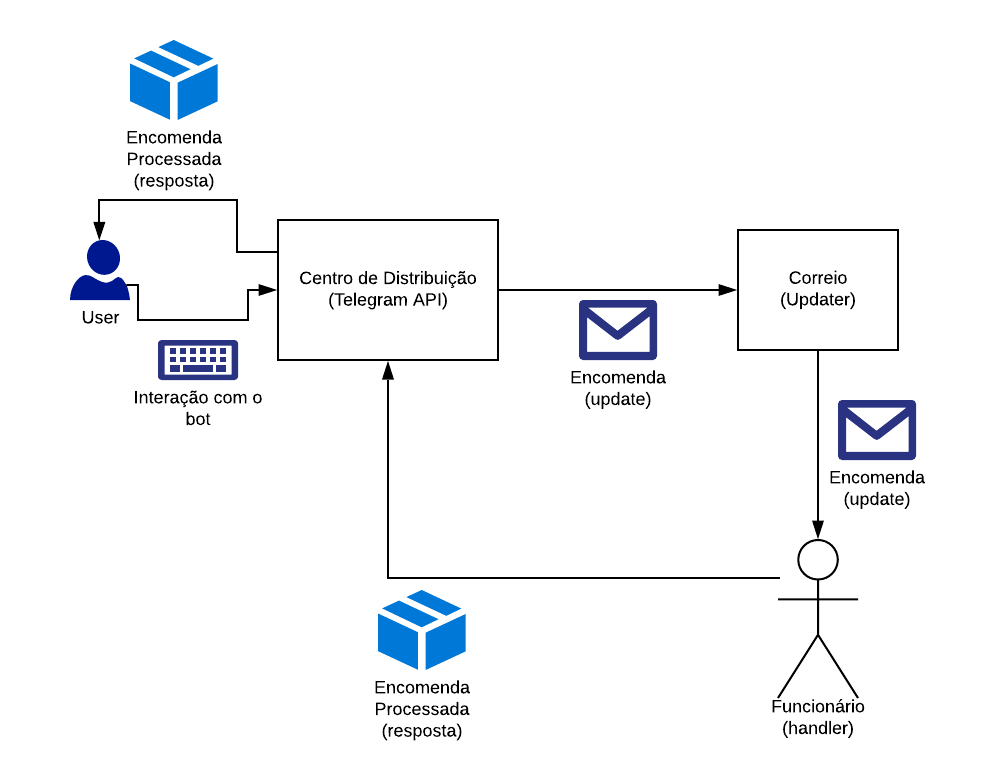 Encomenda
Processada
(resposta)
User
Interação com o
bot
Centro de Distribuição
(Telegram API)
Encomenda
(update)
Correio
(Updater)
Encomenda
(update)
Funcionário
(handler)
Encomenda
Processada
(resposta)